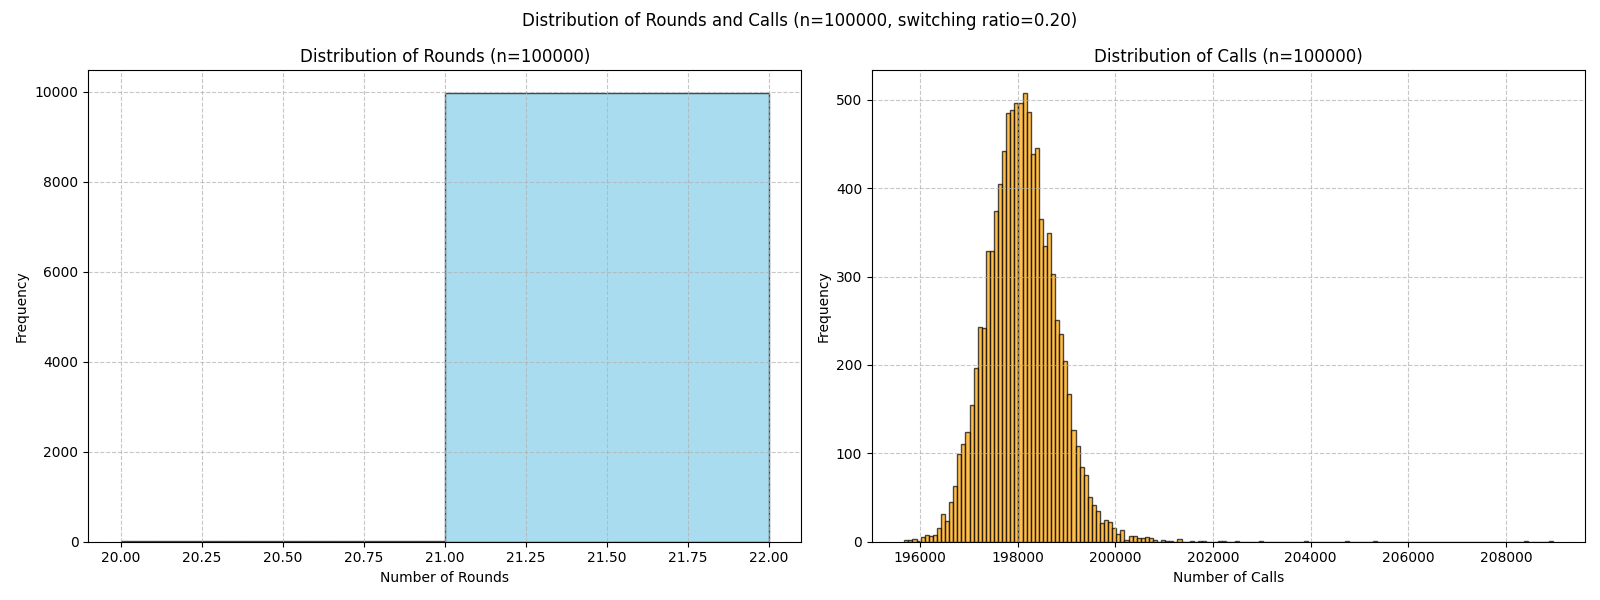 Distribution of Rounds and Calls (n=100000, switching ratio=0.20)
Distribution of Rounds (n=100000)
10000
8000
6000
4000
2000
0
Frequency
20.00 20.25 20.50 20.75 21.00 21.25 21.50 21.75 22.00
Number of Rounds
Distribution of Calls (n=100000)
500
400
300
200
100
0
Frequency
196000 198000 200000 202000 204000 206000 208000
Number of Calls